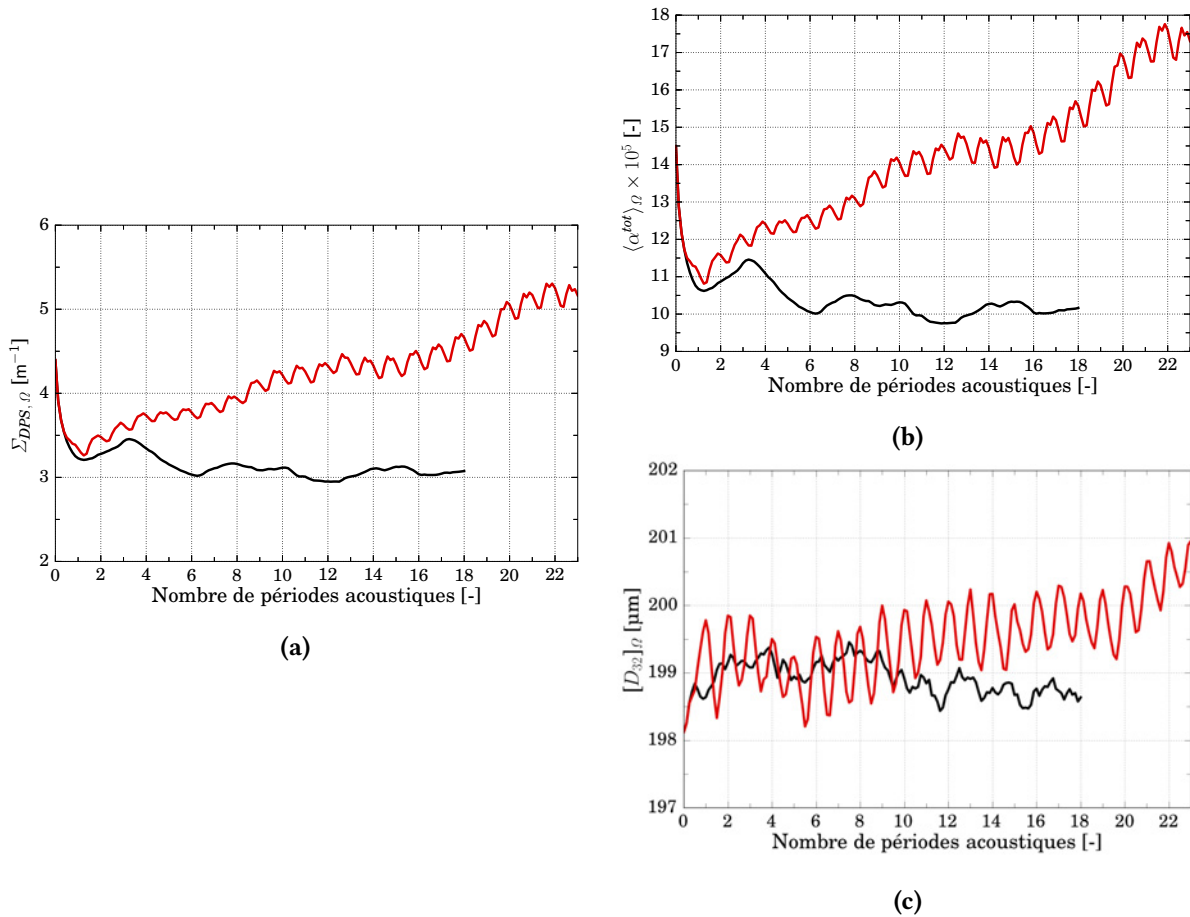 6
5
4
3
2
Σ_{DPS,Ω} [m⁻¹]
0 2 4 6 8 10 12 14 16 18 20 22
Nombre de périodes acoustiques [-]
(a)
18
17
16
15
14
13
12
11
10
9
⟨α^{tot}⟩_Ω × 10⁵ [-]
0 2 4 6 8 10 12 14 16 18 20 22
Nombre de périodes acoustiques [-]
(b)
202
201
200
199
198
197
[D₃₂]_Ω [µm]
0 2 4 6 8 10 12 14 16 18 20 22
Nombre de périodes acoustiques [-]
(c)